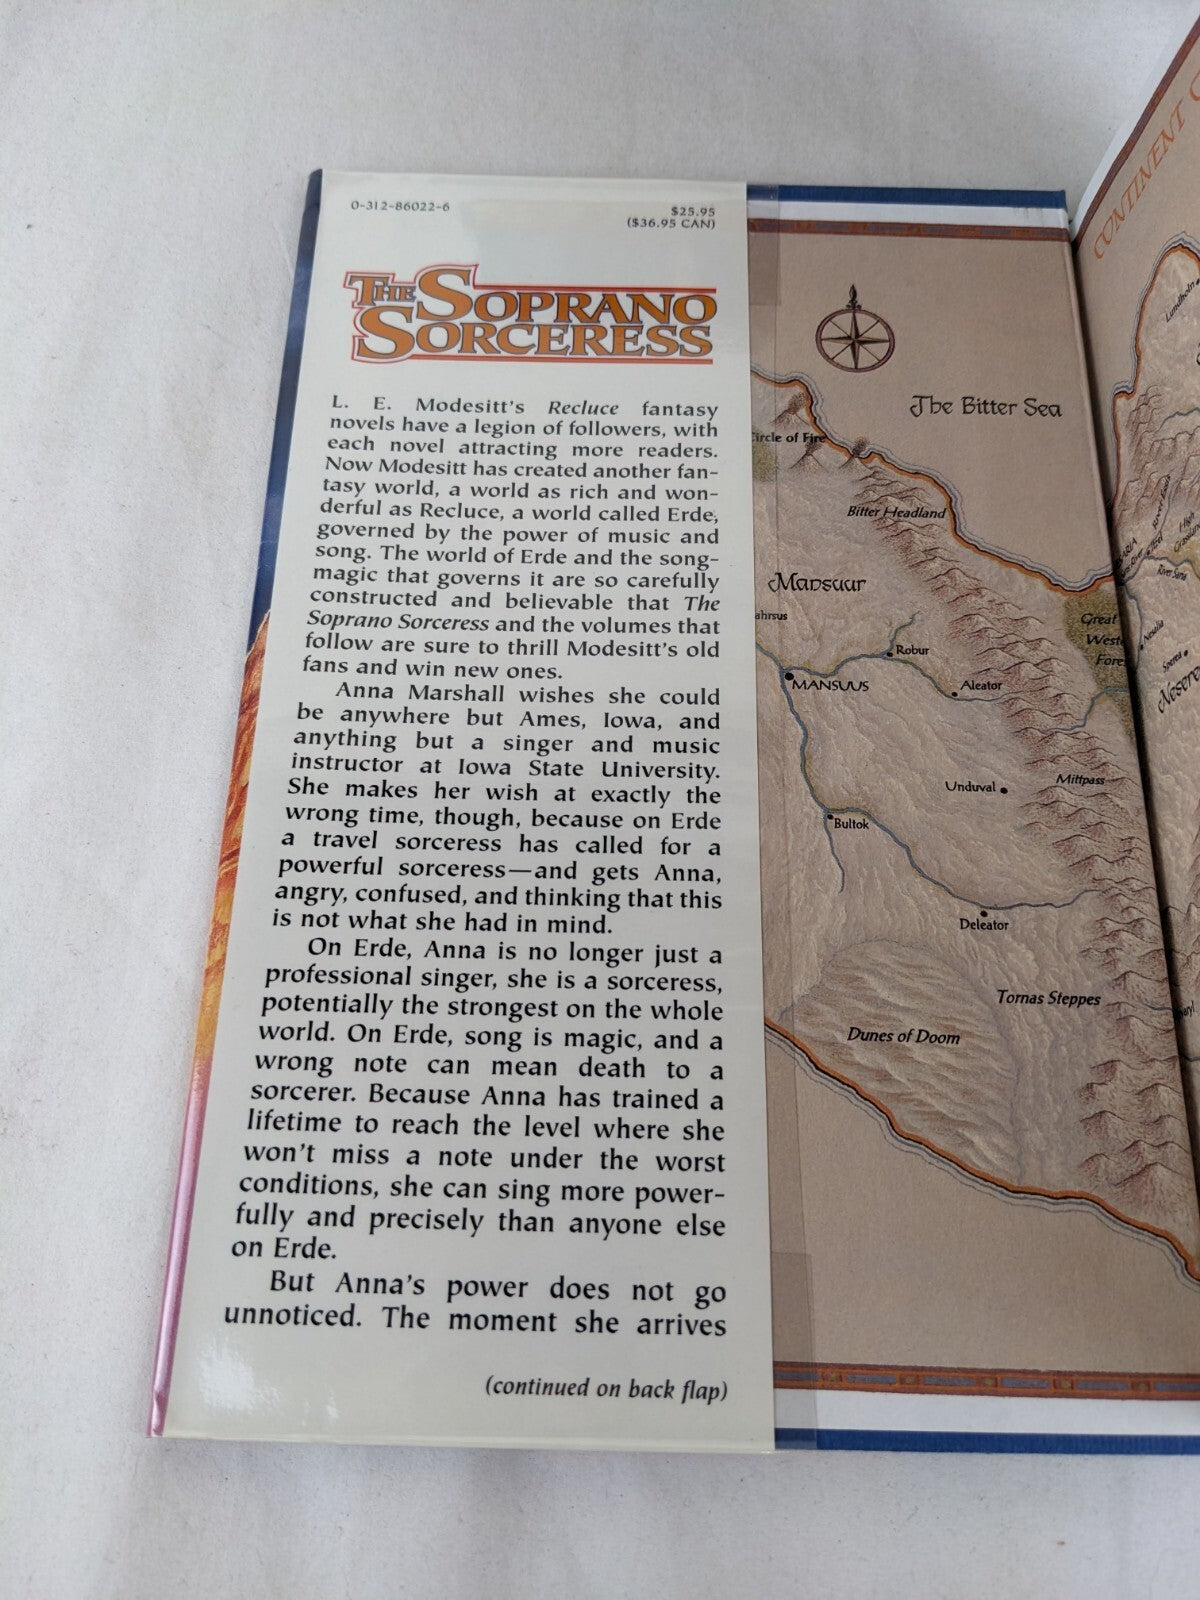 0-312-86022-6
$25.95
($36.95 CAN)
THE SOPRANO
SORCERESS
L. E. Modesitt's Recluce fantasy
novels have a legion of followers, with
each novel attracting more readers.
Now Modesitt has created another fan-
tasy world, a world as rich and won-
derful as Recluce, a world called Erde,
governed by the power of music and
song. The world of Erde and the song-
magic that governs it are so carefully
constructed and believable that The
Soprano Sorceress and the volumes that
follow are sure to thrill Modesitt's old
fans and win new ones.
Anna Marshall wishes she could
be anywhere but Ames, Iowa, and
anything but a singer and music
instructor at Iowa State University.
She makes her wish at exactly the
wrong time, though, because on Erde
a travel sorceress has called for a
powerful sorceress—and gets Anna,
angry, confused, and thinking that this
is not what she had in mind.
On Erde, Anna is no longer just a
professional singer, she is a sorceress,
potentially the strongest on the whole
world. On Erde, song is magic, and a
wrong note can mean death to a
sorcerer. Because Anna has trained a
lifetime to reach the level where she
won't miss a note under the worst
conditions, she can sing more power-
fully and precisely than anyone else
on Erde.
But Anna's power does not go
unnoticed. The moment she arrives
(continued on back flap)
CONTINENT
The Bitter Sea
Circle of Fire
Bitter Headland
Mansuur
ahrsus
Robur
MANSUUS
Aleator
Great
West
Fore
Unduval
Mittpass
Bultok
Deleator
Tornas Steppes
Dunes of Doom
Lundholm
High
River Saria
Nesalia
Nesere